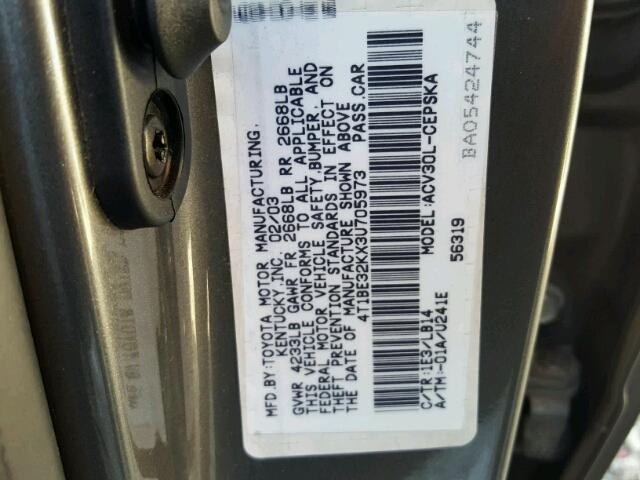 MFD.BY:TOYOTA MOTOR MANUFACTURING,
KENTUCKY,INC. 02/03
GVWR 4233LB GAWR FR 2668LB RR 2668LB
THIS VEHICLE CONFORMS TO ALL APPLICABLE
FEDERAL MOTOR VEHICLE SAFETY,BUMPER, AND
THEFT PREVENTION STANDARDS IN EFFECT ON
THE DATE OF MANUFACTURE SHOWN ABOVE
4T1BE32KX3U705973 PASS.CAR
MODEL:ACV30L-CEPSKA
56319
C/TR:1E3/LB14
A/TM:-01A/U241E
BA05424744